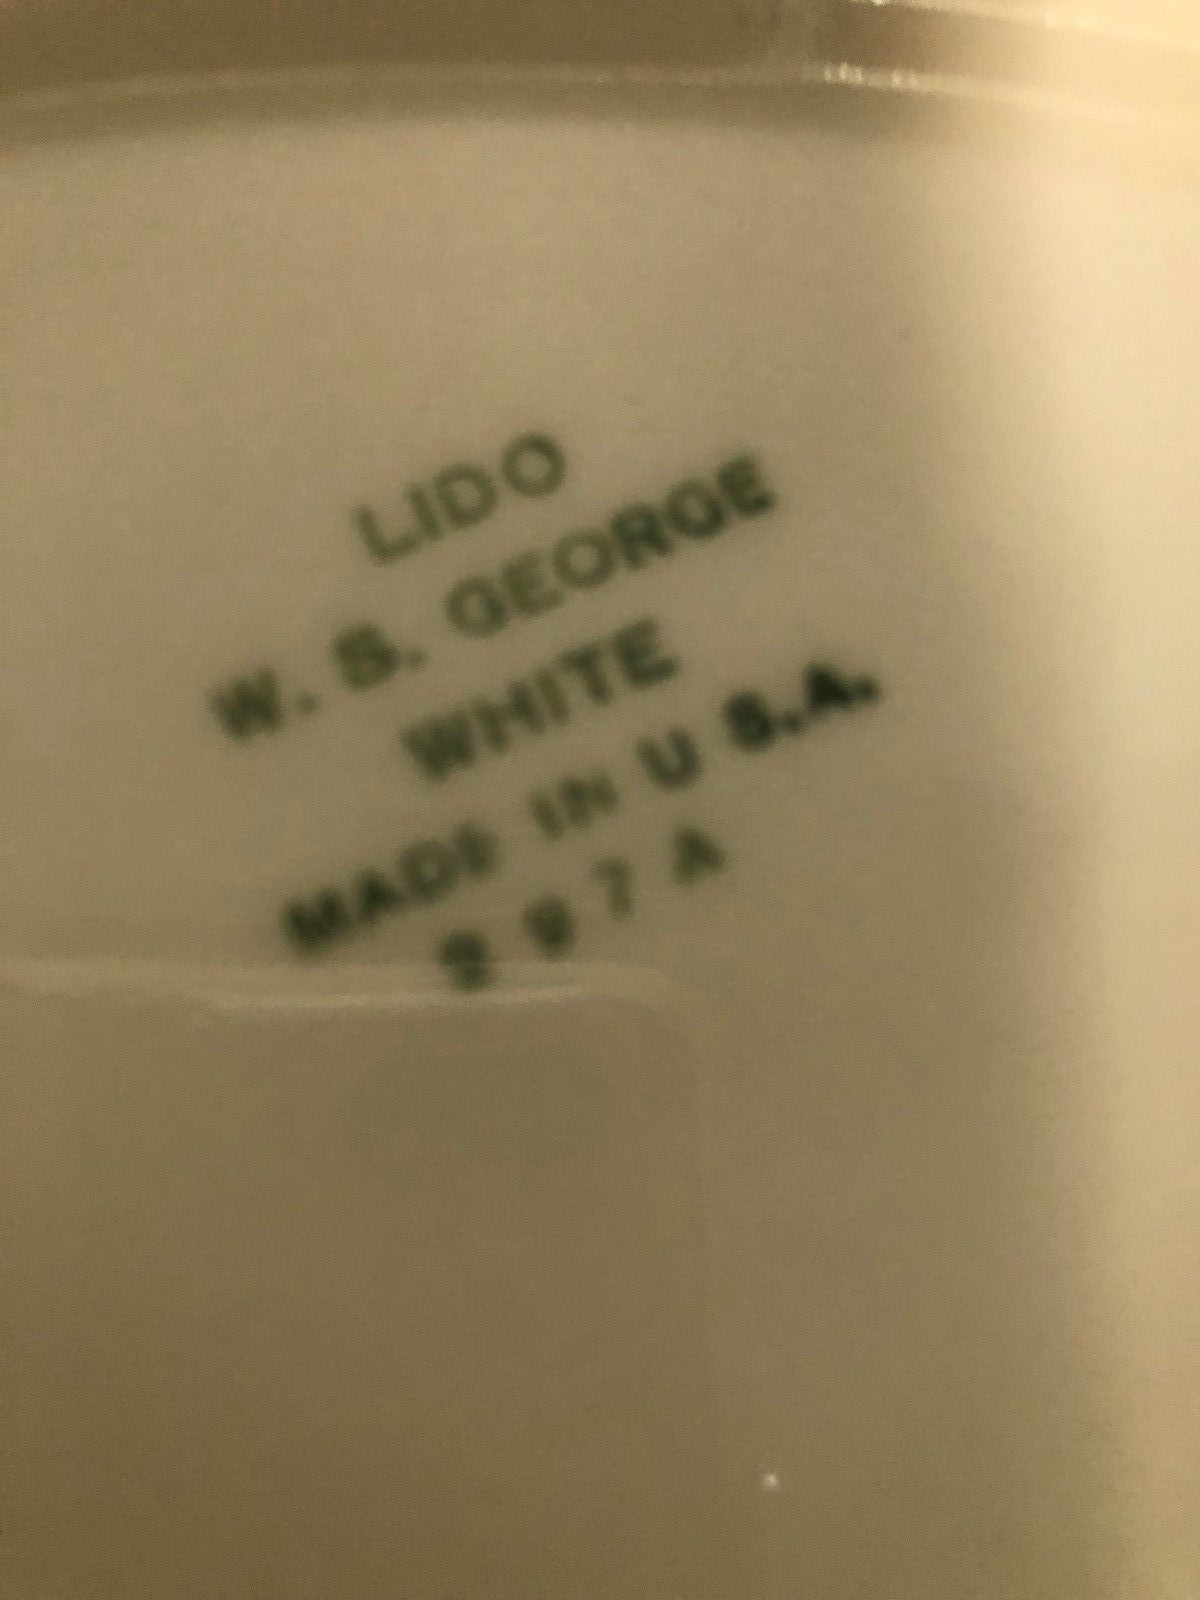 LIDO
W. S. GEORGE
WHITE
MADE IN U S.A.